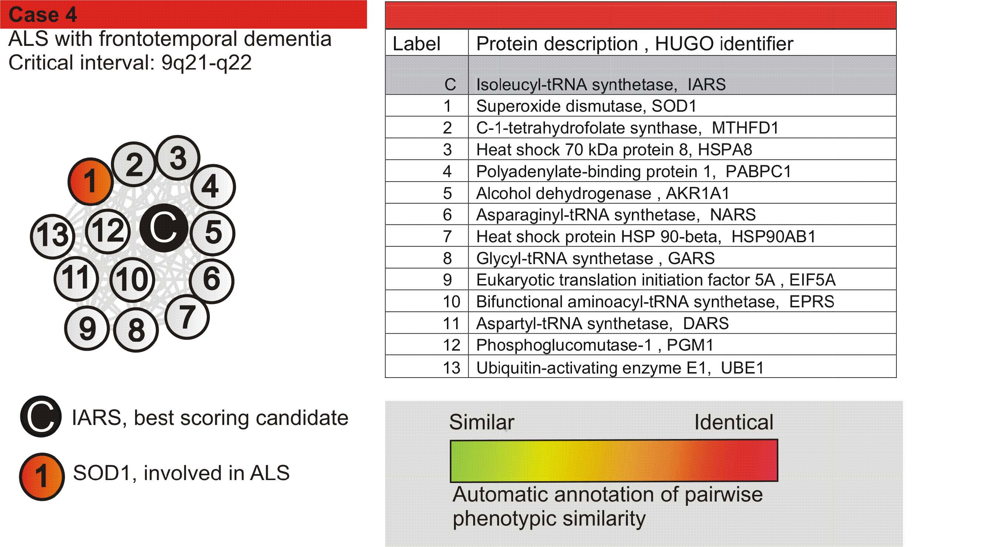 Case 4
ALS with frontotemporal dementia
Critical interval: 9q21-q22
1
2
3
4
13
12
C
5
11
10
6
9
8
7
C IARS, best scoring candidate
1 SOD1, involved in ALS
Label Protein description , HUGO identifier
C Isoleucyl-tRNA synthetase, IARS
1 Superoxide dismutase, SOD1
2 C-1-tetrahydrofolate synthase, MTHFD1
3 Heat shock 70 kDa protein 8, HSPA8
4 Polyadenylate-binding protein 1, PABPC1
5 Alcohol dehydrogenase , AKR1A1
6 Asparaginyl-tRNA synthetase, NARS
7 Heat shock protein HSP 90-beta, HSP90AB1
8 Glycyl-tRNA synthetase , GARS
9 Eukaryotic translation initiation factor 5A , EIF5A
10 Bifunctional aminoacyl-tRNA synthetase, EPRS
11 Aspartyl-tRNA synthetase, DARS
12 Phosphoglucomutase-1 , PGM1
13 Ubiquitin-activating enzyme E1, UBE1
Similar Identical
Automatic annotation of pairwise
phenotypic similarity